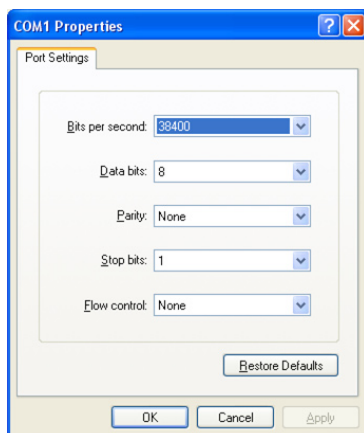 COM1 Properties
Port Settings
Bits per second: 38400
Data bits: 8
Parity: None
Stop bits: 1
Flow control: None
Restore Defaults
OK Cancel Apply